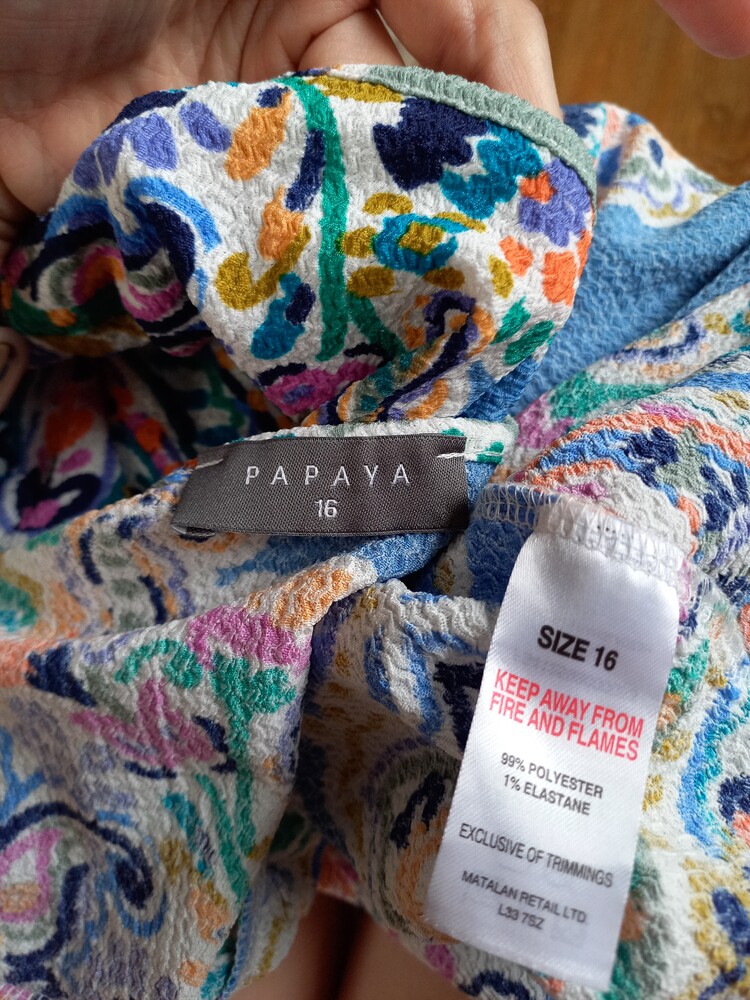 PAPAYA
16
SIZE 16
KEEP AWAY FROM
FIRE AND FLAMES
99% POLYESTER
1% ELASTANE
EXCLUSIVE OF TRIMMINGS
MATALAN RETAIL LTD.
L33 7SZ